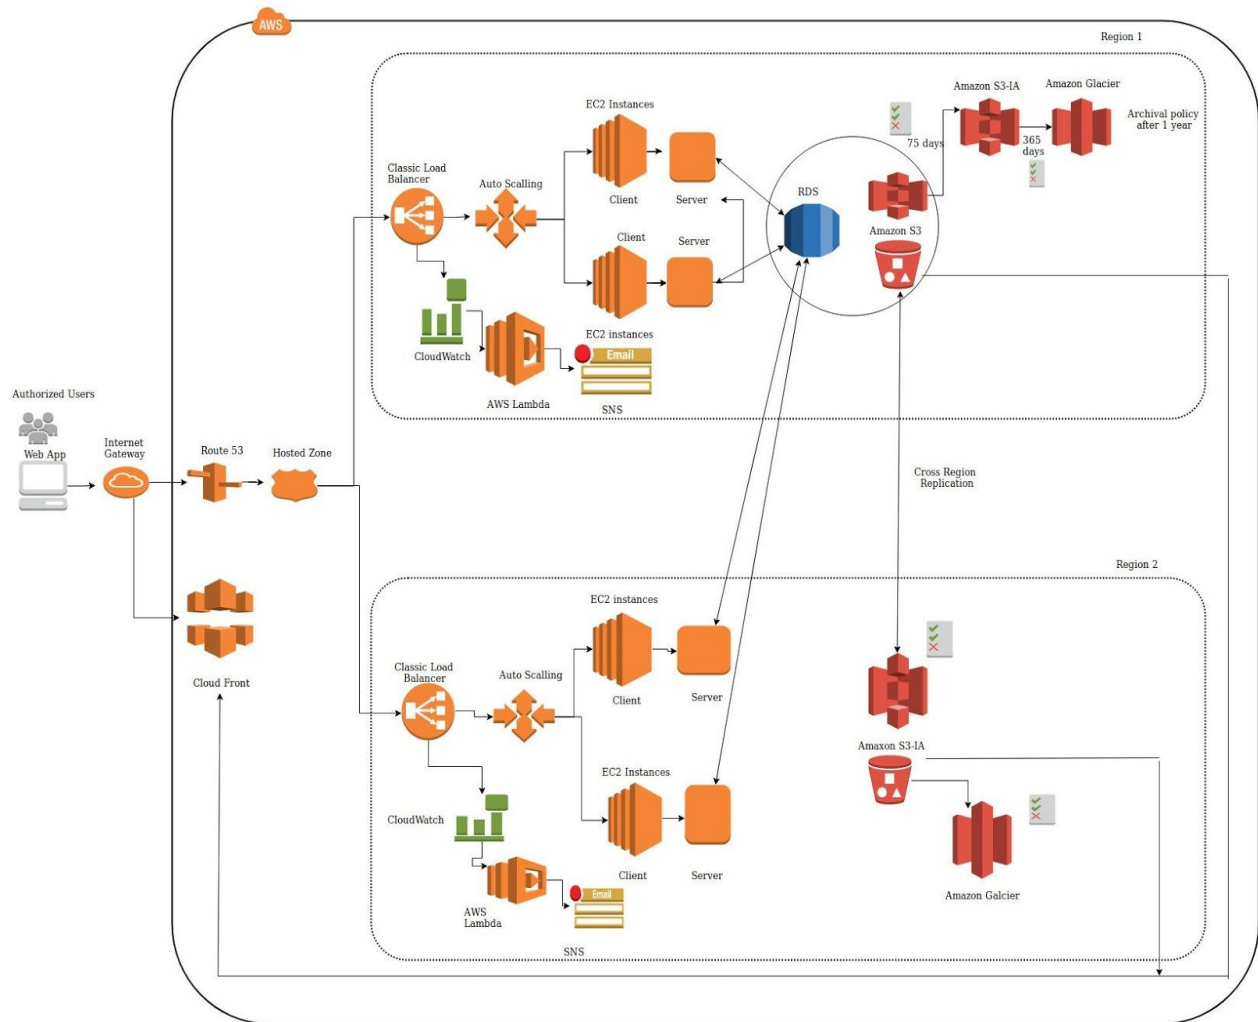 AWS
Region 1
Amazon S3-IA
Amazon Glacier
Archival policy
after 1 year
75 days
365
days
EC2 Instances
Client
Server
Classic Load
Balancer
Auto Scalling
RDS
Amazon S3
Client
Server
EC2 instances
CloudWatch
AWS Lambda
Email
SNS
Authorized Users
Web App
Internet
Gateway
Route 53
Hosted Zone
Cross Region
Replication
Cloud Front
Region 2
EC2 instances
Client
Server
Classic Load
Balancer
Auto Scalling
EC2 Instances
Client
Server
CloudWatch
AWS
Lambda
Email
SNS
Amaxon S3-IA
Amazon Galcier